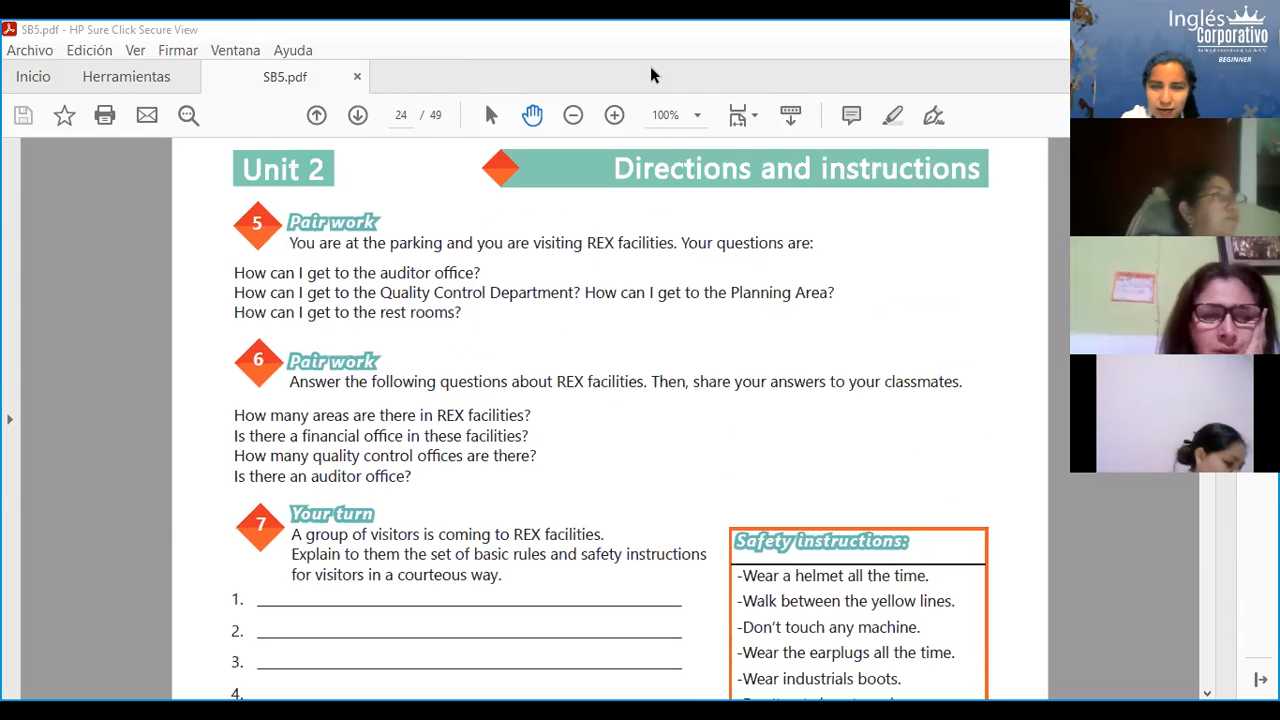 SB5.pdf - HP Sure Click Secure View
Archivo Edición Ver Firmar Ventana Ayuda
Inicio Herramientas SB5.pdf ×
24 / 49 100%
Inglés
Corporativo
BEGINNER
Unit 2 Directions and instructions
5 Pair work
You are at the parking and you are visiting REX facilities. Your questions are:
How can I get to the auditor office?
How can I get to the Quality Control Department? How can I get to the Planning Area?
How can I get to the rest rooms?
6 Pair work
Answer the following questions about REX facilities. Then, share your answers to your classmates.
How many areas are there in REX facilities?
Is there a financial office in these facilities?
How many quality control offices are there?
Is there an auditor office?
7 Your turn
A group of visitors is coming to REX facilities.
Explain to them the set of basic rules and safety instructions
for visitors in a courteous way.
1.
2.
3.
4.
Safety instructions:
-Wear a helmet all the time.
-Walk between the yellow lines.
-Don't touch any machine.
-Wear the earplugs all the time.
-Wear industrials boots.